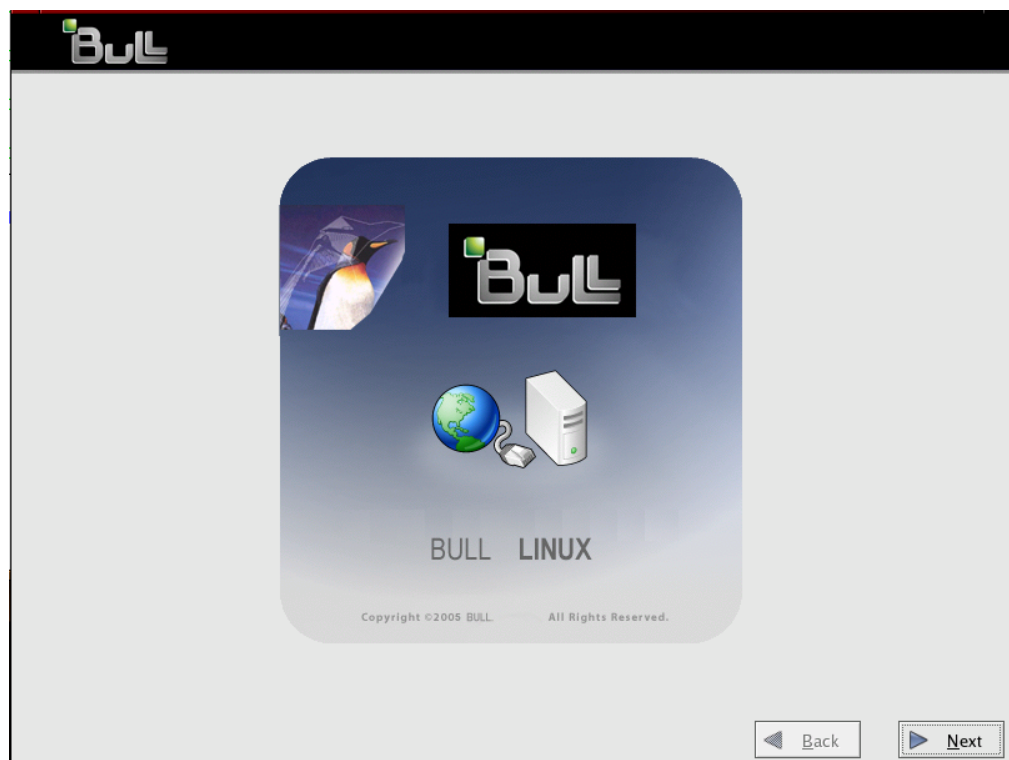 Bull
Bull
BULL LINUX
Copyright ©2005 BULL. All Rights Reserved.
Back
Next